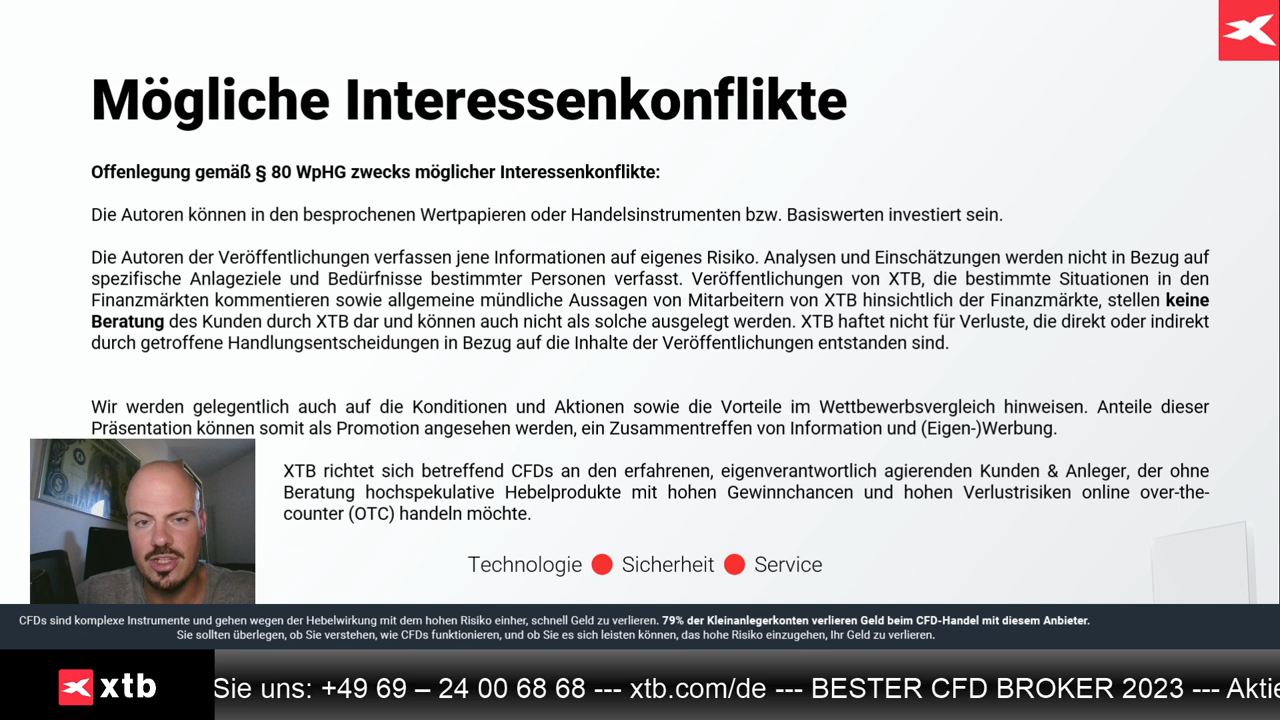 Mögliche Interessenkonflikte
Offenlegung gemäß § 80 WpHG zwecks möglicher Interessenkonflikte:
Die Autoren können in den besprochenen Wertpapieren oder Handelsinstrumenten bzw. Basiswerten investiert sein.
Die Autoren der Veröffentlichungen verfassen jene Informationen auf eigenes Risiko. Analysen und Einschätzungen werden nicht in Bezug auf
spezifische Anlageziele und Bedürfnisse bestimmter Personen verfasst. Veröffentlichungen von XTB, die bestimmte Situationen in den
Finanzmärkten kommentieren sowie allgemeine mündliche Aussagen von Mitarbeitern von XTB hinsichtlich der Finanzmärkte, stellen keine
Beratung des Kunden durch XTB dar und können auch nicht als solche ausgelegt werden. XTB haftet nicht für Verluste, die direkt oder indirekt
durch getroffene Handlungsentscheidungen in Bezug auf die Inhalte der Veröffentlichungen entstanden sind.
Wir werden gelegentlich auch auf die Konditionen und Aktionen sowie die Vorteile im Wettbewerbsvergleich hinweisen. Anteile dieser
Präsentation können somit als Promotion angesehen werden, ein Zusammentreffen von Information und (Eigen-)Werbung.
XTB richtet sich betreffend CFDs an den erfahrenen, eigenverantwortlich agierenden Kunden & Anleger, der ohne
Beratung hochspekulative Hebelprodukte mit hohen Gewinnchancen und hohen Verlustrisiken online over-the-
counter (OTC) handeln möchte.
Technologie Sicherheit Service
CFDs sind komplexe Instrumente und gehen wegen der Hebelwirkung mit dem hohen Risiko einher, schnell Geld zu verlieren. 79% der Kleinanlegerkonten verlieren Geld beim CFD-Handel mit diesem Anbieter.
Sie sollten überlegen, ob Sie verstehen, wie CFDs funktionieren, und ob Sie es sich leisten können, das hohe Risiko einzugehen, Ihr Geld zu verlieren.
xtb Sie uns: +49 69 – 24 00 68 68 --- xtb.com/de --- BESTER CFD BROKER 2023 --- Aktie